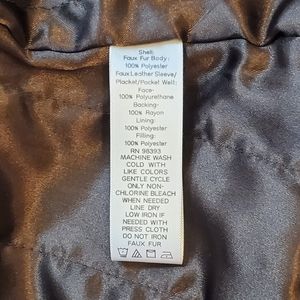 Shell:
Faux Fur Body:
100% Polyester
Faux Leather Sleeve/
Placket/Pocket Welt:
Face-
100% Polyurethane
Backing-
100% Rayon
Lining:
100% Polyester
Filling:
100% Polyester
RN 98393
MACHINE WASH
COLD WITH
LIKE COLORS
GENTLE CYCLE
ONLY NON-
CHLORINE BLEACH
WHEN NEEDED
LINE DRY
LOW IRON IF
NEEDED WITH
PRESS CLOTH
DO NOT IRON
FAUX FUR